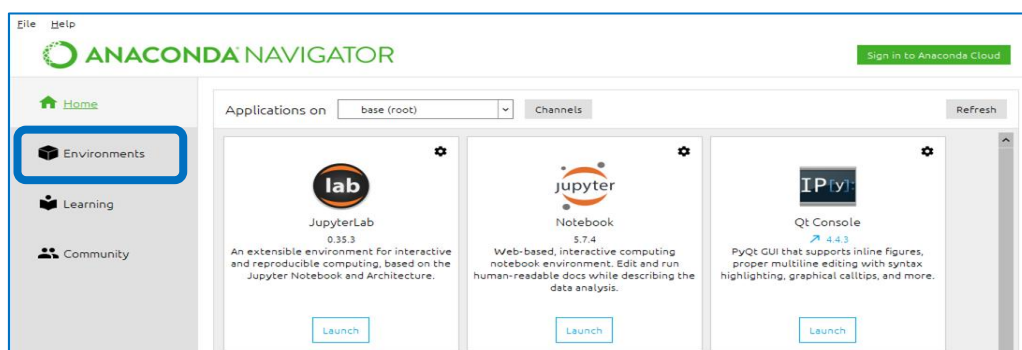 File Help
ANACONDA NAVIGATOR
Sign in to Anaconda Cloud
Home
Environments
Learning
Community
Applications on base (root) Channels Refresh
lab
JupyterLab
0.35.3
An extensible environment for interactive
and reproducible computing, based on the
Jupyter Notebook and Architecture.
Launch
Jupyter
Notebook
5.7.4
Web-based, interactive computing
notebook environment. Edit and run
human-readable docs while describing the
data analysis.
Launch
IP[y]:
Qt Console
4.4.3
PyQt GUI that supports inline figures,
proper multiline editing with syntax
highlighting, graphical calltips, and more.
Launch